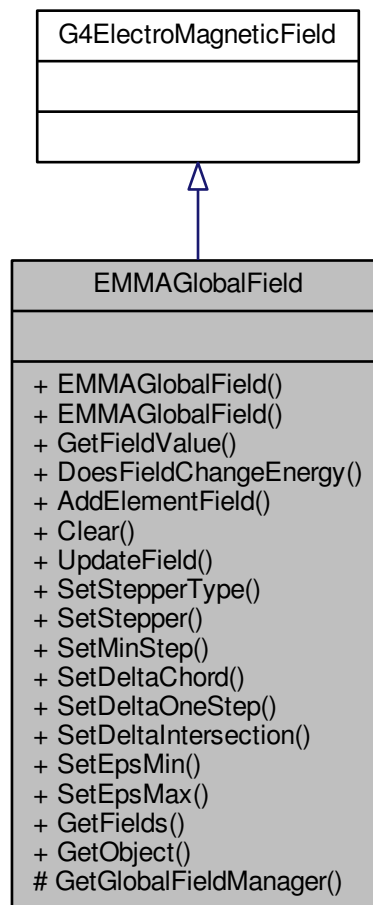 G4ElectroMagneticField
EMMAGlobalField
+ EMMAGlobalField()
+ EMMAGlobalField()
+ GetFieldValue()
+ DoesFieldChangeEnergy()
+ AddElementField()
+ Clear()
+ UpdateField()
+ SetStepperType()
+ SetStepper()
+ SetMinStep()
+ SetDeltaChord()
+ SetDeltaOneStep()
+ SetDeltaIntersection()
+ SetEpsMin()
+ SetEpsMax()
+ GetFields()
+ GetObject()
# GetGlobalFieldManager()